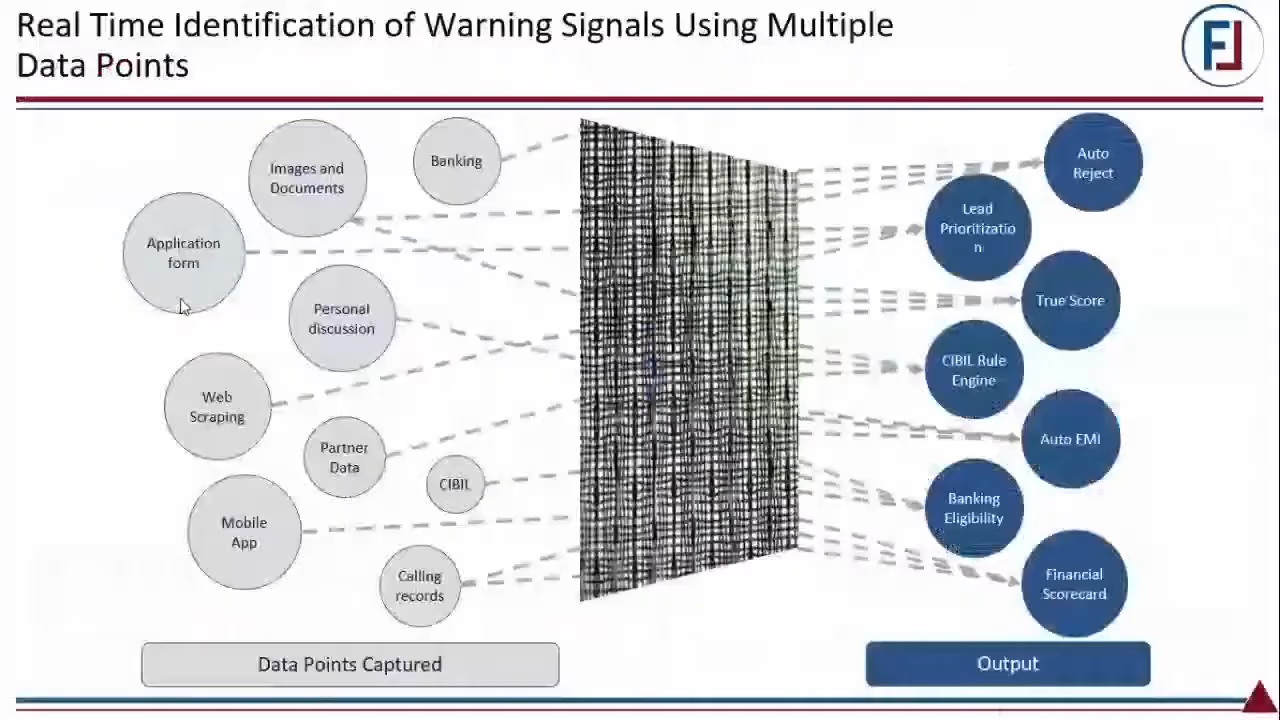 Real Time Identification of Warning Signals Using Multiple
Data Points
FL
Images and
Documents
Banking
Application
form
Personal
discussion
Web
Scraping
Partner
Data
CIBIL
Mobile
App
Calling
records
Data Points Captured
Auto
Reject
Lead
Prioritizatio
n
True Score
CIBIL Rule
Engine
Auto EMI
Banking
Eligibility
Financial
Scorecard
Output